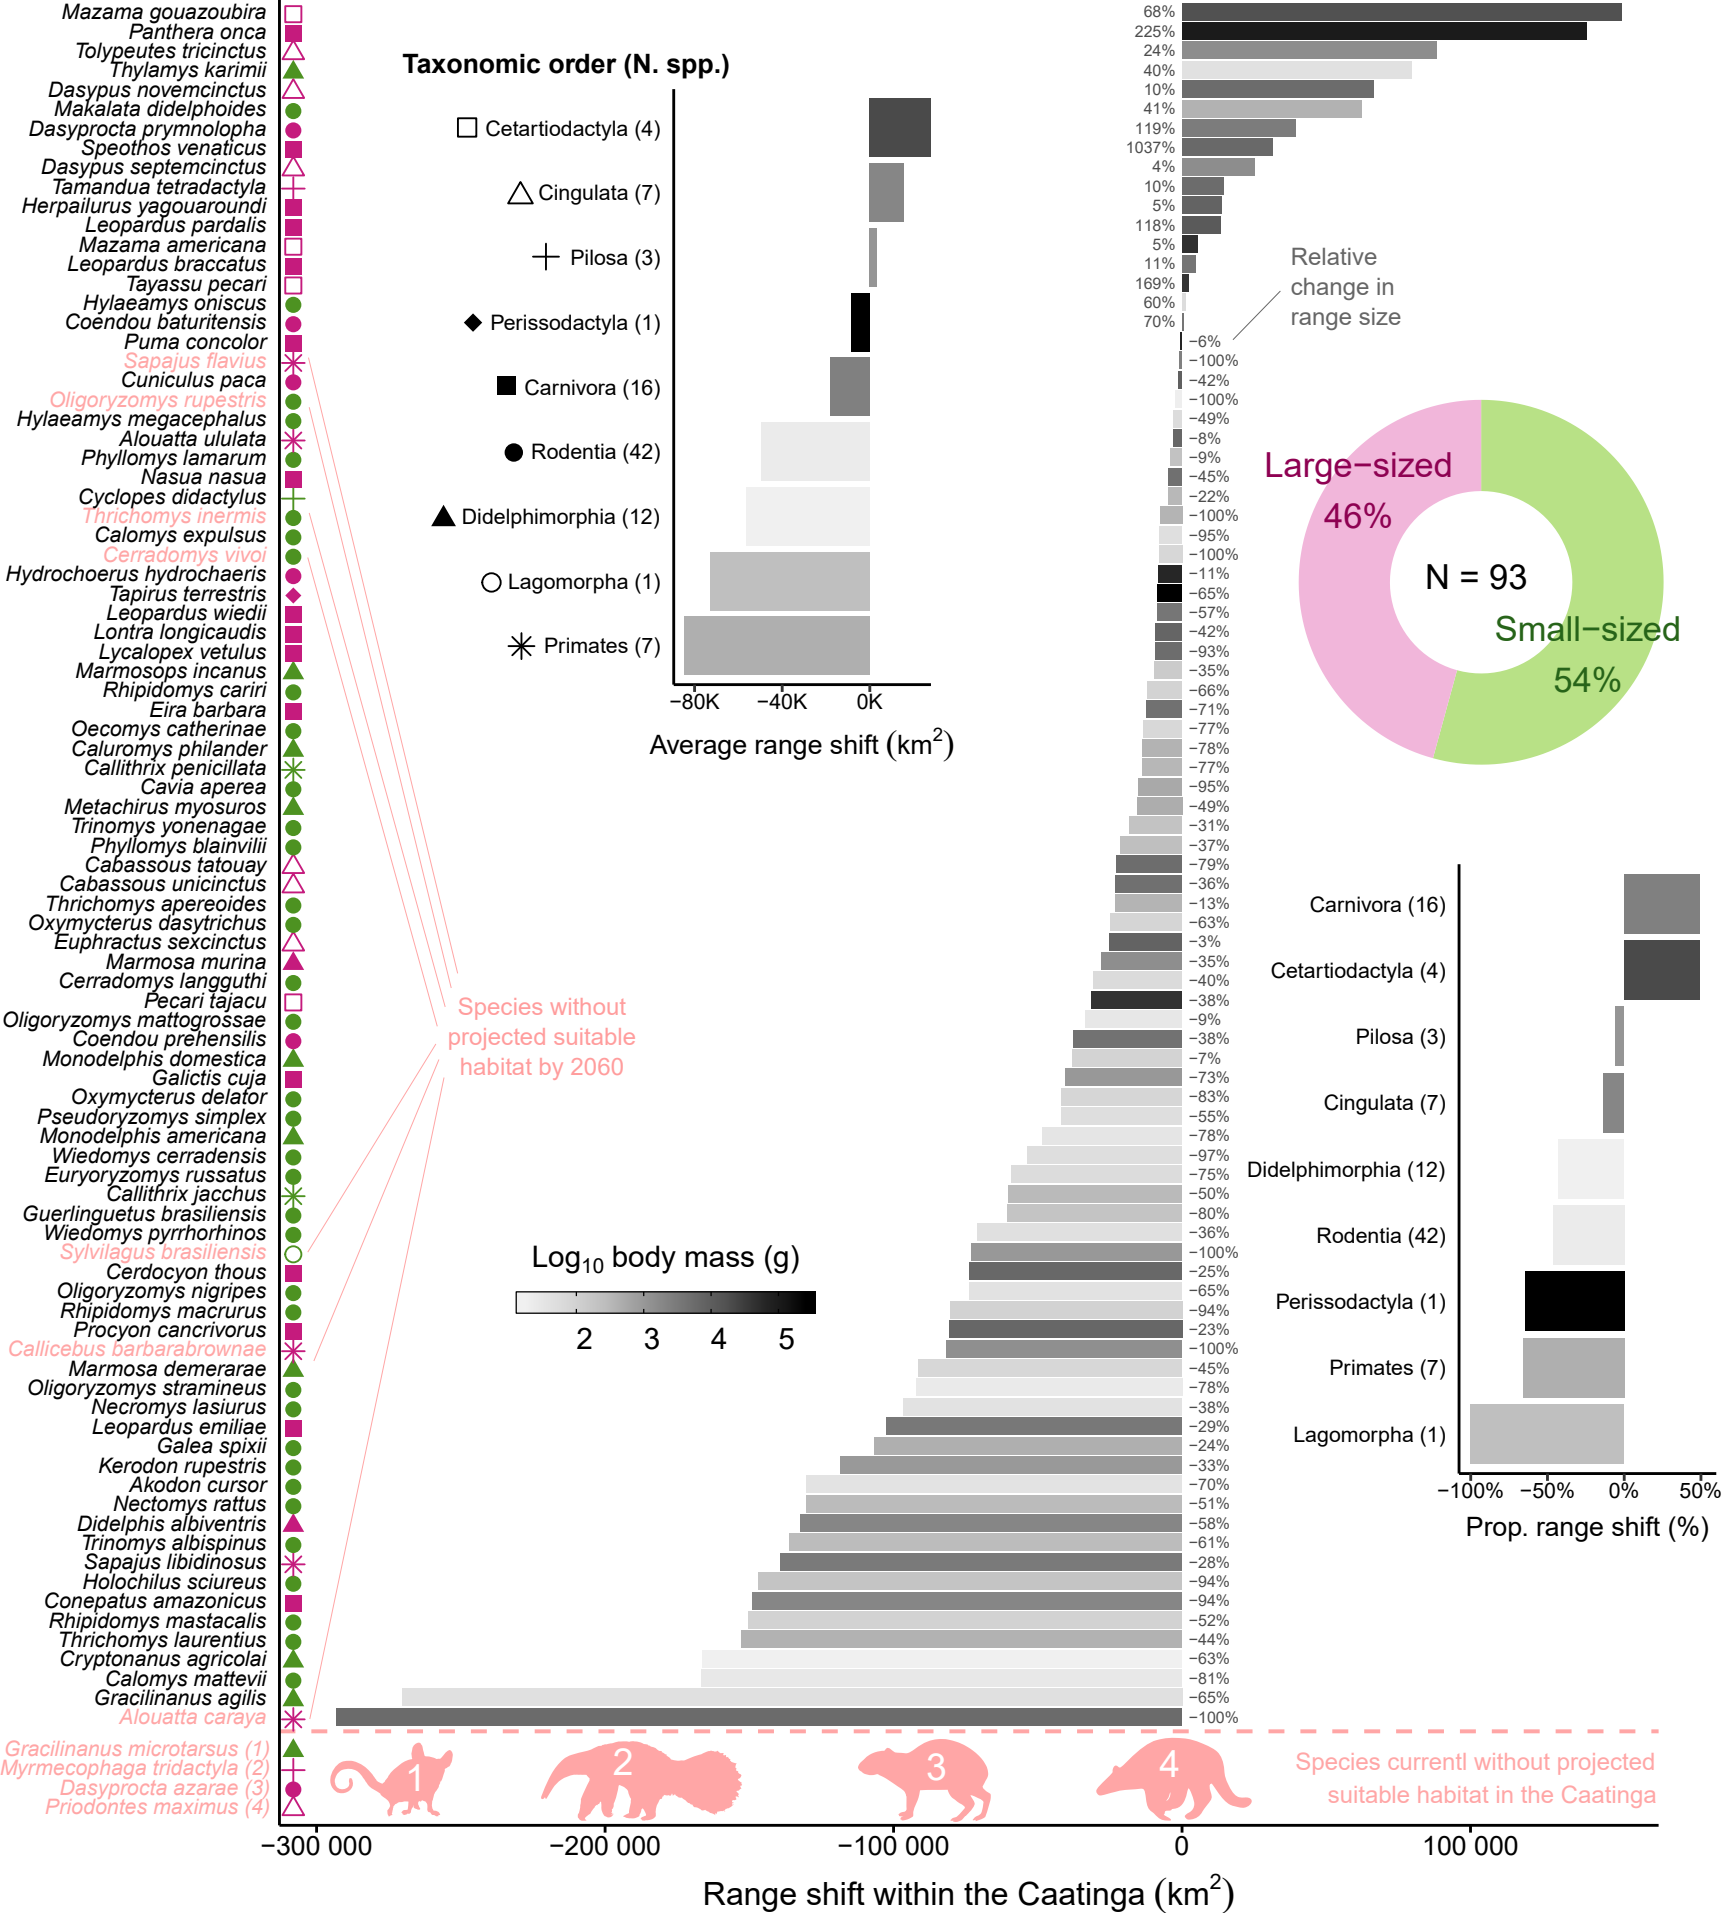 Mazama gouazoubira
Panthera onca
Tolypeutes tricinctus
Thylamys karimii
Dasypus novemcinctus
Makalata didelphoides
Dasyprocta prymnolopha
Speothos venaticus
Dasypus septemcinctus
Tamandua tetradactyla
Herpailurus yagouaroundi
Leopardus pardalis
Mazama americana
Leopardus braccatus
Tayassu pecari
Hylaeamys oniscus
Coendou baturitensis
Puma concolor
Sapajus flavius
Cuniculus paca
Oligoryzomys rupestris
Hylaeamys megacephalus
Alouatta ululata
Phyllomys lamarum
Nasua nasua
Cyclopes didactylus
Thrichomys inermis
Calomys expulsus
Cerradomys vivoi
Hydrochoerus hydrochaeris
Tapirus terrestris
Leopardus wiedii
Lontra longicaudis
Lycalopex vetulus
Marmosops incanus
Rhipidomys cariri
Eira barbara
Oecomys catherinae
Caluromys philander
Callithrix penicillata
Cavia aperea
Metachirus myosuros
Trinomys yonenagae
Phyllomys blainvilii
Cabassous tatouay
Cabassous unicinctus
Thrichomys apereoides
Oxymycterus dasytrichus
Euphractus sexcinctus
Marmosa murina
Cerradomys langguthi
Pecari tajacu
Oligoryzomys mattogrossae
Coendou prehensilis
Monodelphis domestica
Galictis cuja
Oxymycterus delator
Pseudoryzomys simplex
Monodelphis americana
Wiedomys cerradensis
Euryoryzomys russatus
Callithrix jacchus
Guerlinguetus brasiliensis
Wiedomys pyrrhorhinos
Sylvilagus brasiliensis
Cerdocyon thous
Oligoryzomys nigripes
Rhipidomys macrurus
Procyon cancrivorus
Callicebus barbarabrownae
Marmosa demerarae
Oligoryzomys stramineus
Necromys lasiurus
Leopardus emiliae
Galea spixii
Kerodon rupestris
Akodon cursor
Nectomys rattus
Didelphis albiventris
Trinomys albispinus
Sapajus libidinosus
Holochilus sciureus
Conepatus amazonicus
Rhipidomys mastacalis
Thrichomys laurentius
Cryptonanus agricolai
Calomys mattevii
Gracilinanus agilis
Alouatta caraya
Gracilinanus microtarsus (1)
Myrmecophaga tridactyla (2)
Dasyprocta azarae (3)
Priodontes maximus (4)
Taxonomic order (N. spp.)
Cetartiodactyla (4)
Cingulata (7)
Pilosa (3)
Perissodactyla (1)
Carnivora (16)
Rodentia (42)
Didelphimorphia (12)
Lagomorpha (1)
Primates (7)
−80K −40K 0K
Average range shift (km²)
Species without
projected suitable
habitat by 2060
Log₁₀ body mass (g)
2 3 4 5
68%
225%
24%
40%
10%
41%
119%
1037%
4%
10%
5%
118%
5%
11%
169%
60%
70%
−6%
−100%
−42%
−100%
−49%
−8%
−9%
−45%
−22%
−100%
−95%
−100%
−11%
−65%
−57%
−42%
−93%
−35%
−66%
−71%
−77%
−78%
−77%
−95%
−49%
−31%
−37%
−79%
−36%
−13%
−63%
−3%
−35%
−40%
−38%
−9%
−38%
−7%
−73%
−83%
−55%
−78%
−97%
−75%
−50%
−80%
−36%
−100%
−25%
−65%
−94%
−23%
−100%
−45%
−78%
−38%
−29%
−24%
−33%
−70%
−51%
−58%
−61%
−28%
−94%
−94%
−52%
−44%
−63%
−81%
−65%
−100%
Relative
change in
range size
Large−sized
46%
N = 93
Small−sized
54%
Carnivora (16)
Cetartiodactyla (4)
Pilosa (3)
Cingulata (7)
Didelphimorphia (12)
Rodentia (42)
Perissodactyla (1)
Primates (7)
Lagomorpha (1)
−100% −50% 0% 50%
Prop. range shift (%)
1 2 3 4
Species currentl without projected
suitable habitat in the Caatinga
−300 000 −200 000 −100 000 0 100 000
Range shift within the Caatinga (km²)